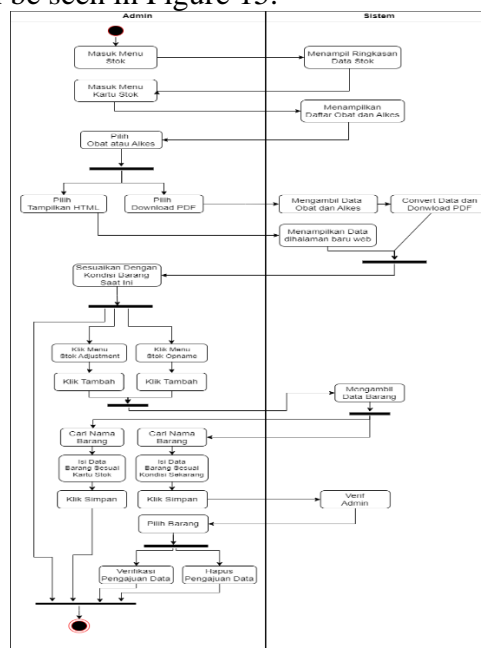 be seen in Figure 15.
Admin
Sistem
Masuk Menu
Stok
Menampil Ringkasan
Data Stok
Masuk Menu
Kartu Stok
Menampilkan
Daftar Obat dan Alkes
Pilih
Obat atau Alkes
Pilih
Tampilkan HTML
Pilih
Download PDF
Mengambil Data
Obat dan Alkes
Convert Data dan
Donwload PDF
Menampilkan Data
dihalaman baru web
Sesuaikan Dengan
Kondisi Barang
Saat Ini
Klik Menu
Stok Adjustment
Klik Menu
Stok Opname
Klik Tambah
Klik Tambah
Mengambil
Data Barang
Cari Nama
Barang
Cari Nama
Barang
Isi Data
Barang Sesuai
Kartu Stok
Isi Data
Barang Sesuai
Kondisi Sekarang
Klik Simpan
Klik Simpan
Verif
Admin
Pilih Barang
Verifikasi
Pengajuan Data
Hapus
Pengajuan Data